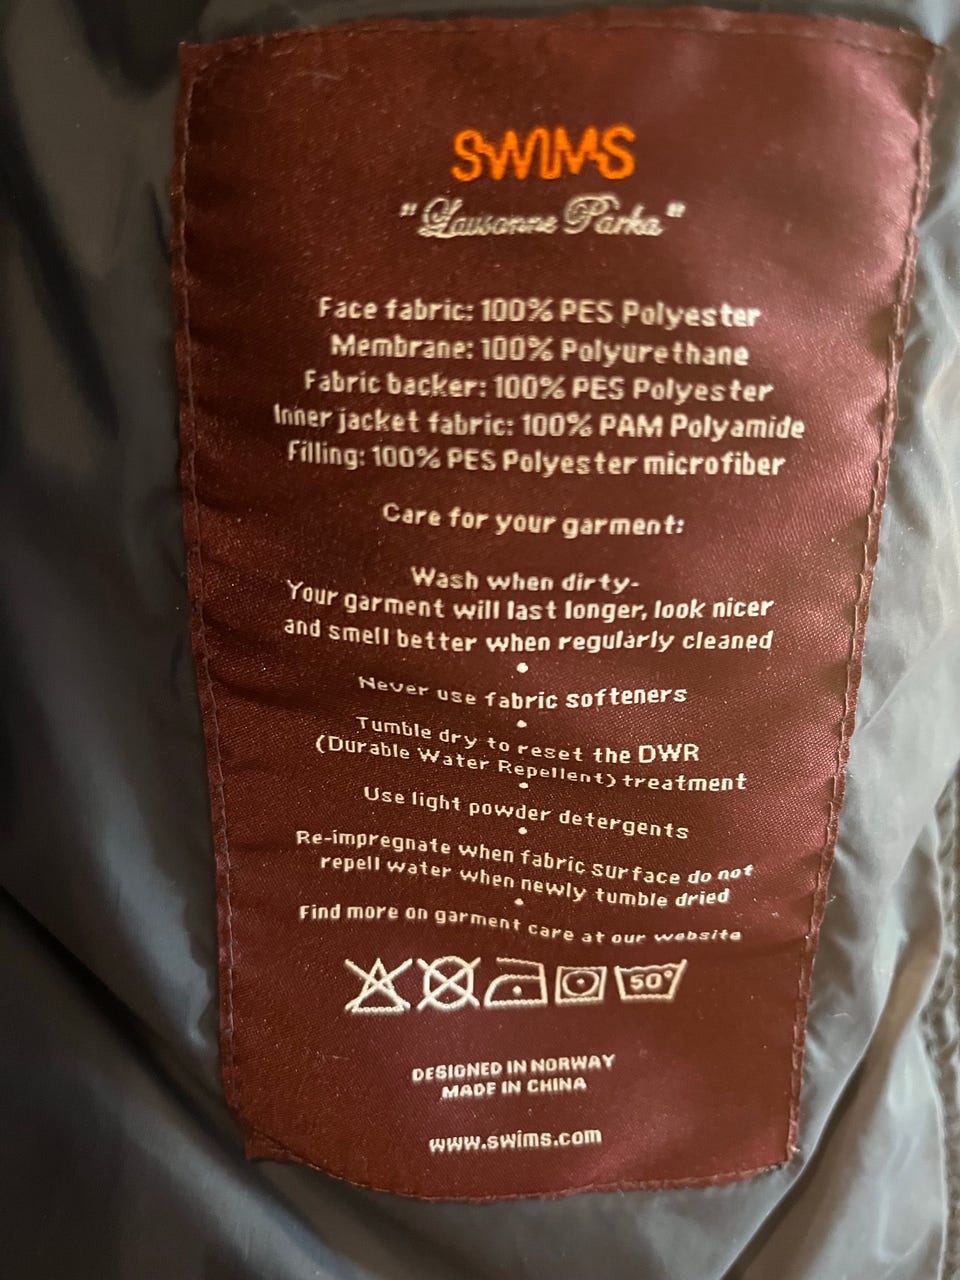 SWIMS
"Lausonne Parka"
Face fabric: 100% PES Polyester
Membrane: 100% Polyurethane
Fabric backer: 100% PES Polyester
Inner jacket fabric: 100% PAM Polyamide
Filling: 100% PES Polyester microfiber
Care for your garment:
Wash when dirty-
Your garment will last longer, look nicer
and smell better when regularly cleaned
•
Never use fabric softeners
•
Tumble dry to reset the DWR
(Durable Water Repellent) treatment
•
Use light powder detergents
•
Re-impregnate when fabric surface do not
repell water when newly tumble dried
•
Find more on garment care at our website
50°
DESIGNED IN NORWAY
MADE IN CHINA
www.swims.com